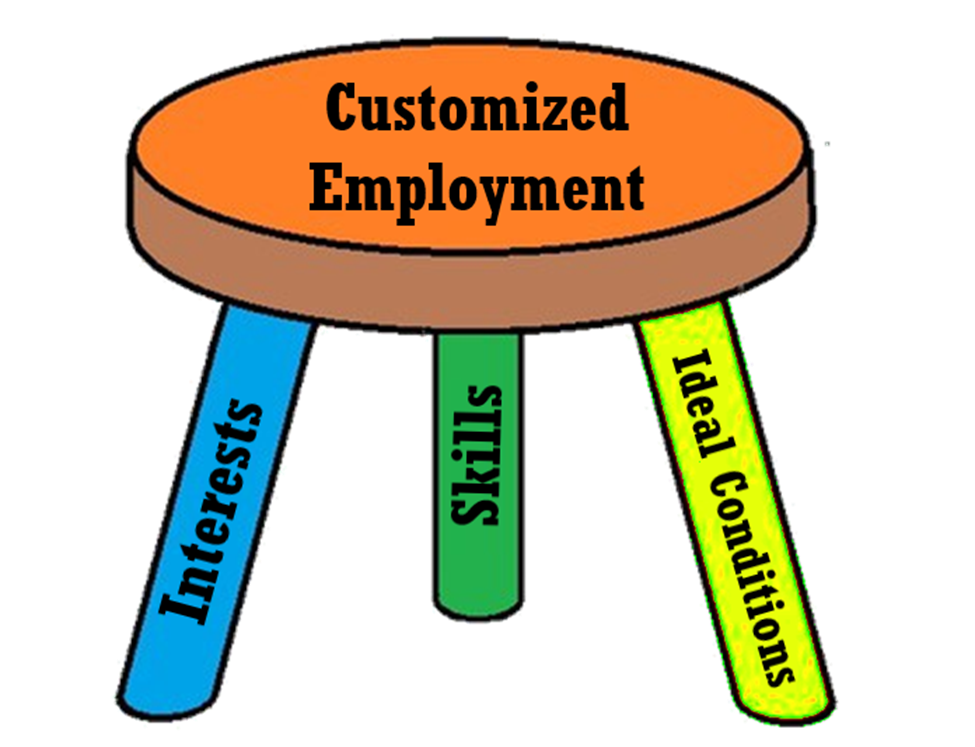 Customized
Employment
Interests
Skills
Ideal Conditions